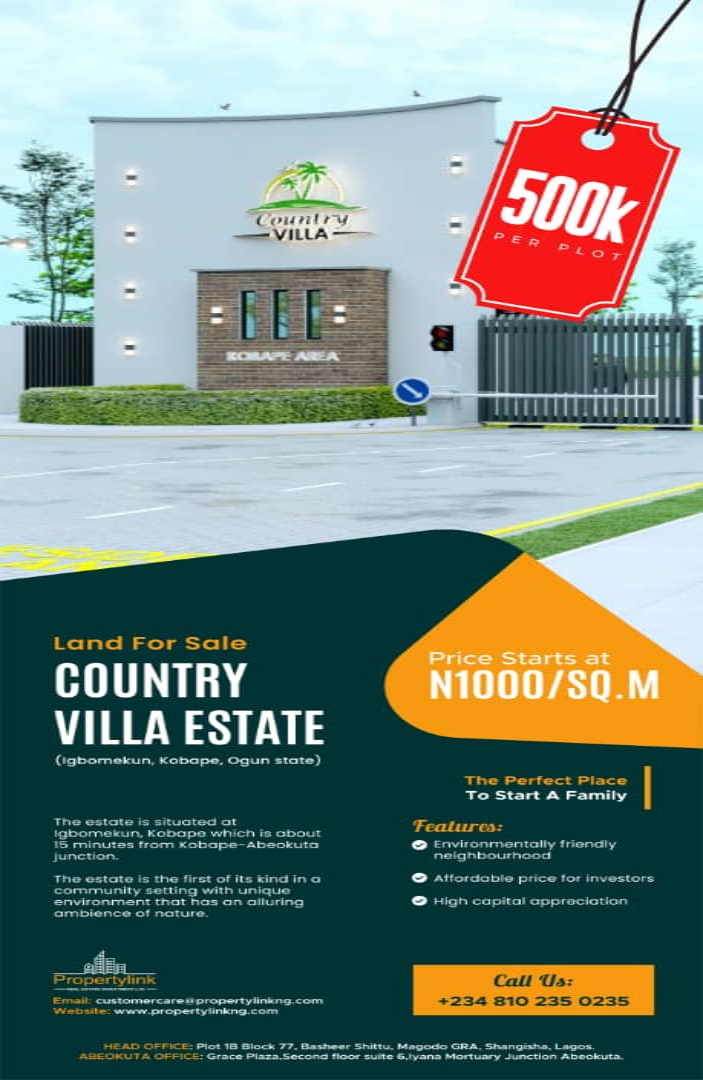 500K
PER PLOT
Country
VILLA
KOBAPE AREA
Land For Sale
COUNTRY
VILLA ESTATE
(Igbomekun, Kobape, Ogun state)
Price Starts at
N1000/SQ.M
The Perfect Place
To Start A Family
The estate is situated at
Igbomekun, Kobape which is about
15 minutes from Kobape-Abeokuta
junction.
The estate is the first of its kind in a
community setting with unique
environment that has an alluring
ambience of nature.
Features:
Environmentally friendly
neighbourhood
Affordable price for investors
High capital appreciation
Propertylink
REAL ESTATE INVESTMENT LTD
Email: customercare@propertylinkng.com
Website: www.propertylinkng.com
Call Us:
+234 810 235 0235
HEAD OFFICE: Plot 1B Block 77, Basheer Shittu, Magodo GRA, Shangisha, Lagos.
ABEOKUTA OFFICE: Grace Plaza,Second floor suite 6,Iyana Mortuary Junction Abeokuta.